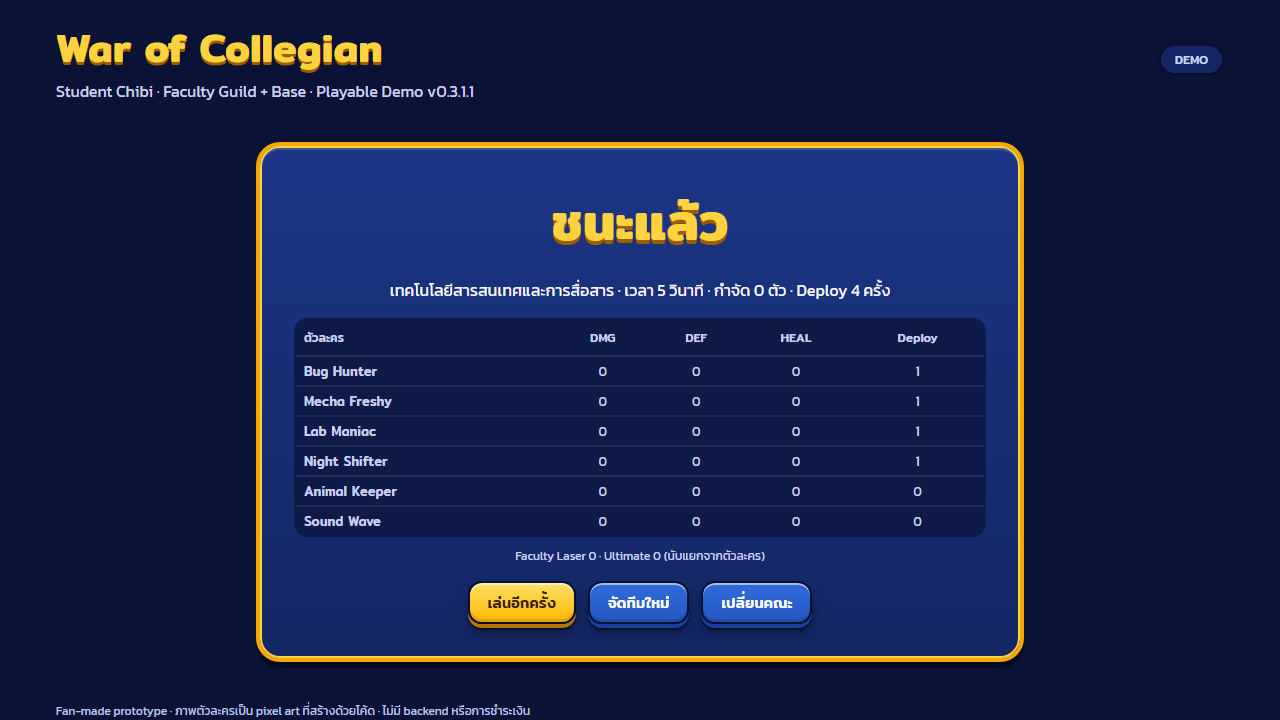 War of Collegian
Student Chibi · Faculty Guild + Base · Playable Demo v0.3.1.1
DEMO
ชนะแล้ว
เทคโนโลยีสารสนเทศและการสื่อสาร · เวลา 5 วินาที · กำจัด 0 ตัว · Deploy 4 ครั้ง
ตัวละคร DMG DEF HEAL Deploy
Bug Hunter 0 0 0 1
Mecha Freshy 0 0 0 1
Lab Maniac 0 0 0 1
Night Shifter 0 0 0 1
Animal Keeper 0 0 0 0
Sound Wave 0 0 0 0
Faculty Laser 0 · Ultimate 0 (นับแยกจากตัวละคร)
เล่นอีกครั้ง จัดทีมใหม่ เปลี่ยนคณะ
Fan-made prototype · ภาพตัวละครเป็น pixel art ที่สร้างด้วยโค้ด · ไม่มี backend หรือการชำระเงิน